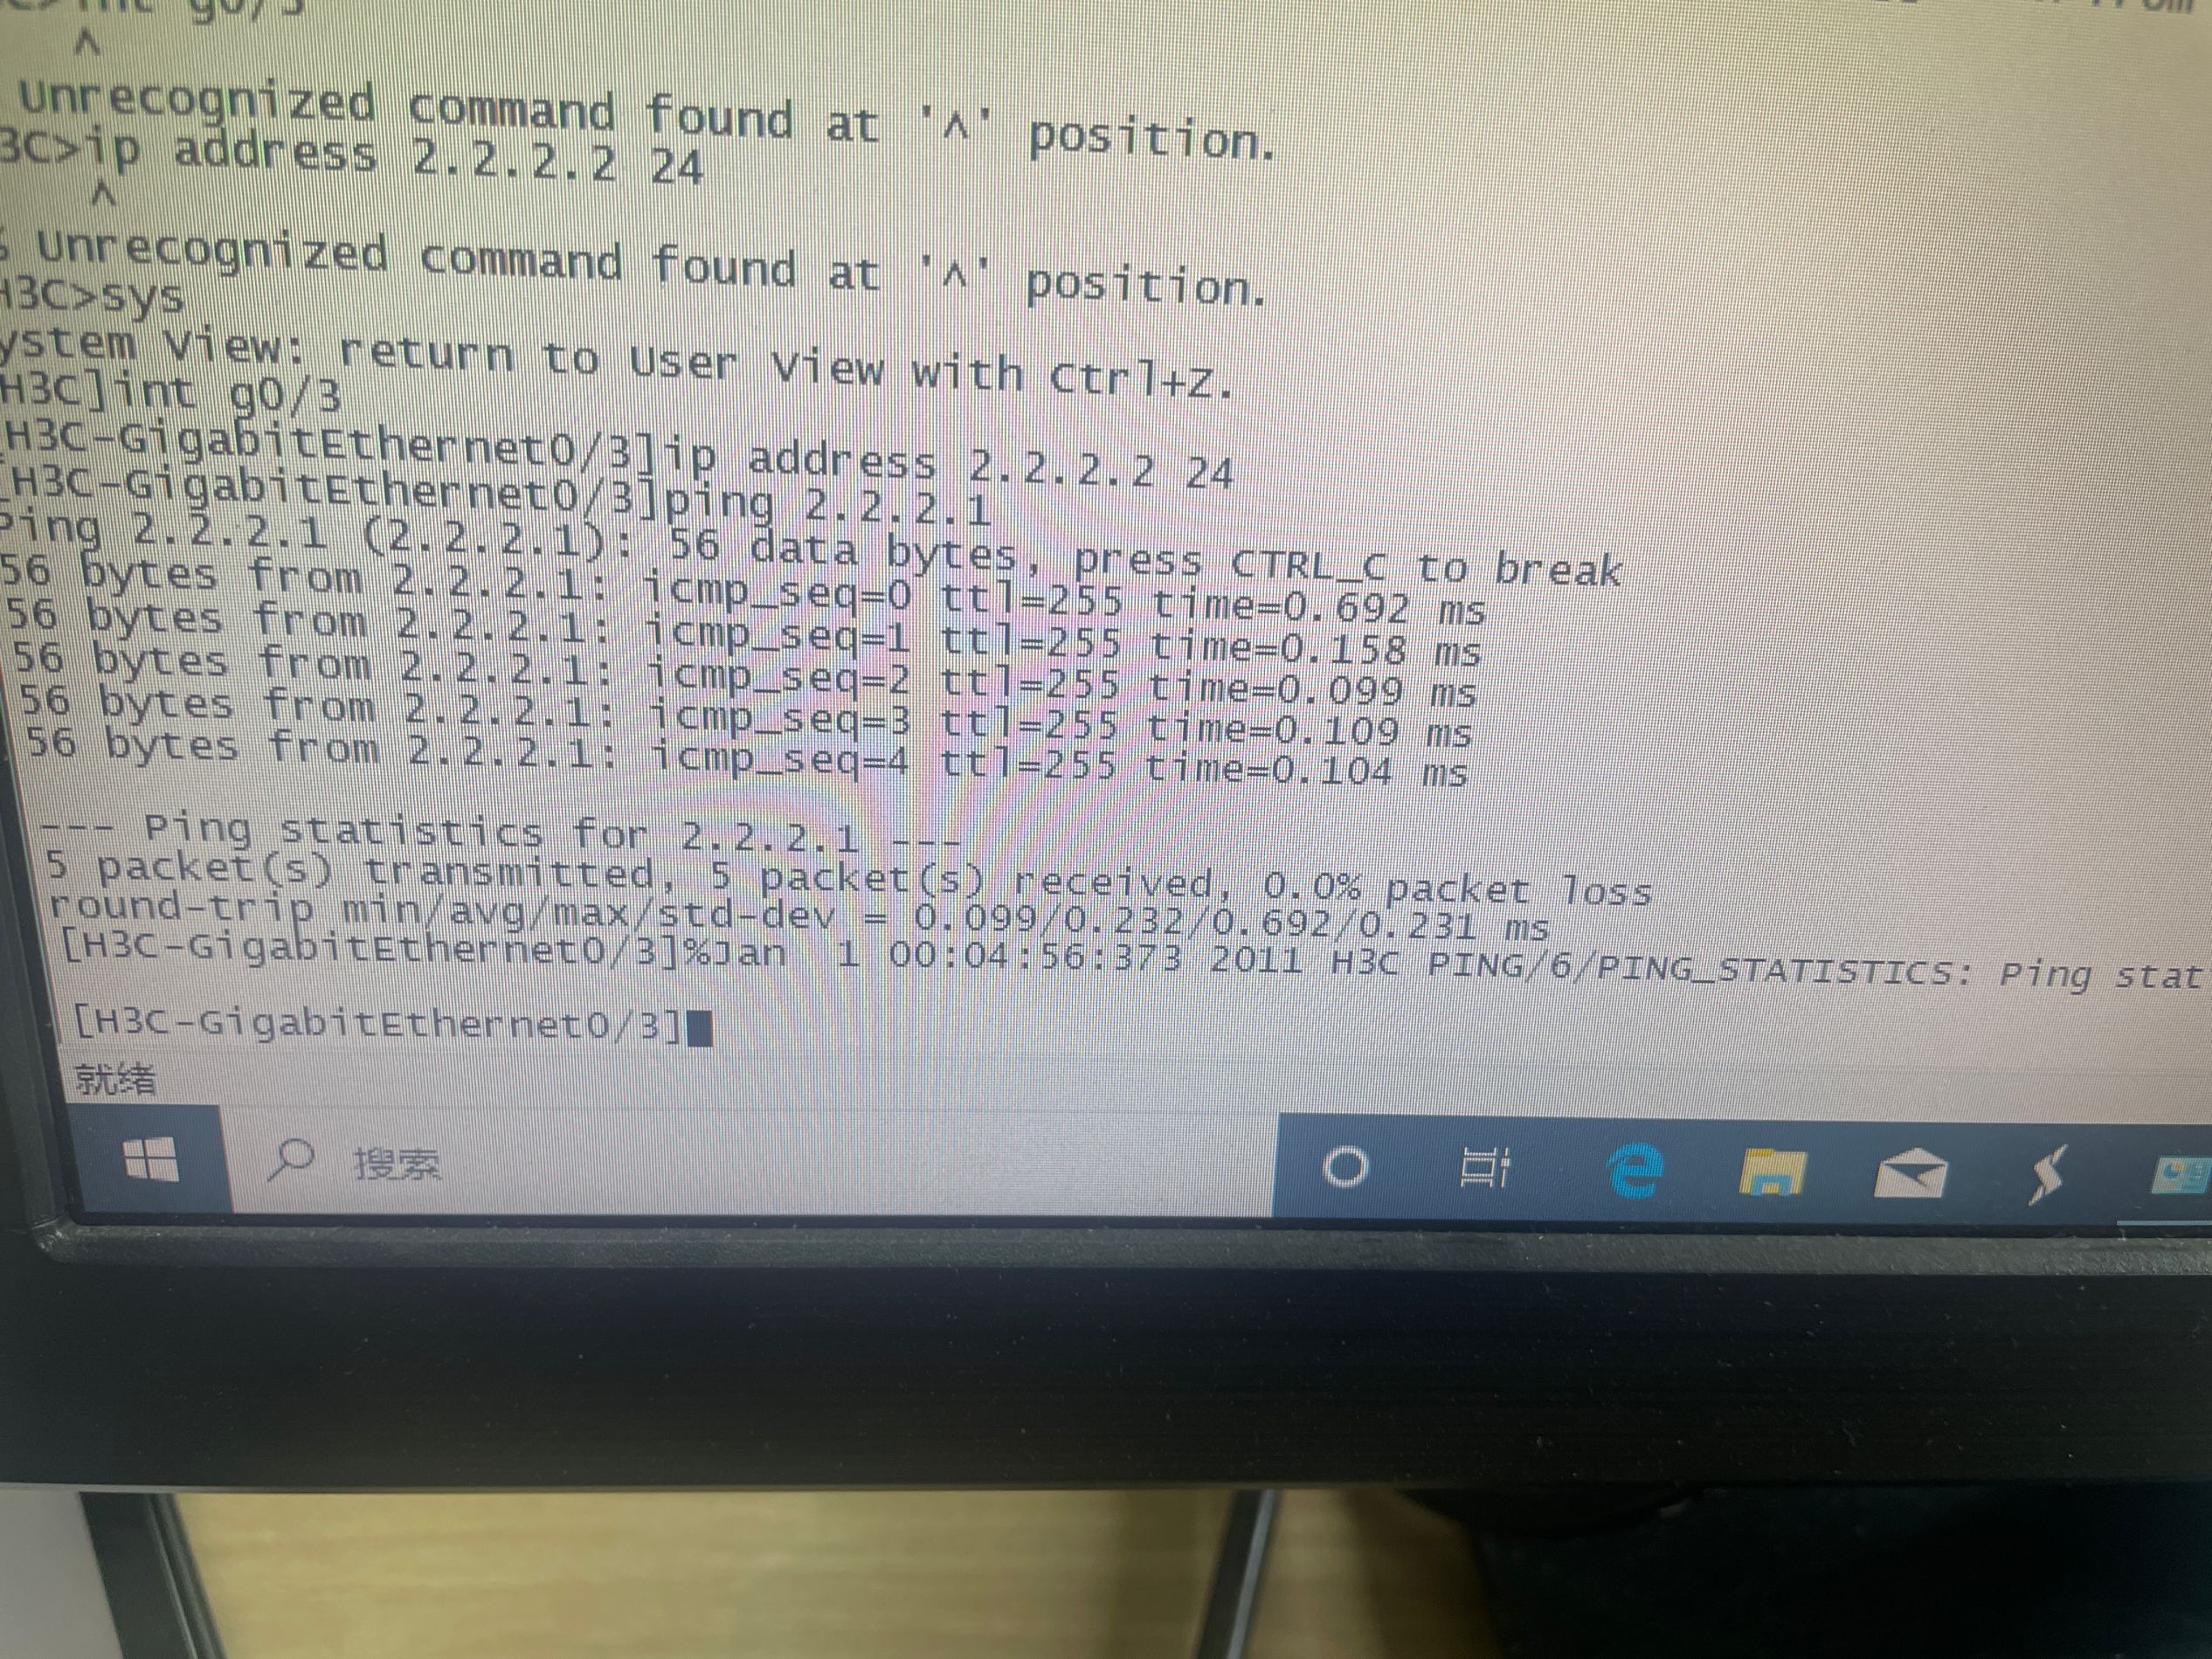 int g0/3
^
Unrecognized command found at '^' position.
3C>ip address 2.2.2.2 24
^
% Unrecognized command found at '^' position.
H3C>sys
ystem View: return to User View with Ctrl+Z.
H3C]int g0/3
[H3C-GigabitEthernet0/3]ip address 2.2.2.2 24
[H3C-GigabitEthernet0/3]ping 2.2.2.1
Ping 2.2.2.1 (2.2.2.1): 56 data bytes, press CTRL_C to break
56 bytes from 2.2.2.1: icmp_seq=0 ttl=255 time=0.692 ms
56 bytes from 2.2.2.1: icmp_seq=1 ttl=255 time=0.158 ms
56 bytes from 2.2.2.1: icmp_seq=2 ttl=255 time=0.099 ms
56 bytes from 2.2.2.1: icmp_seq=3 ttl=255 time=0.109 ms
56 bytes from 2.2.2.1: icmp_seq=4 ttl=255 time=0.104 ms
--- Ping statistics for 2.2.2.1 ---
5 packet(s) transmitted, 5 packet(s) received, 0.0% packet loss
round-trip min/avg/max/std-dev = 0.099/0.232/0.692/0.231 ms
[H3C-GigabitEthernet0/3]%Jan  1 00:04:56:373 2011 H3C PING/6/PING_STATISTICS: Ping stat
[H3C-GigabitEthernet0/3]
就绪
搜索